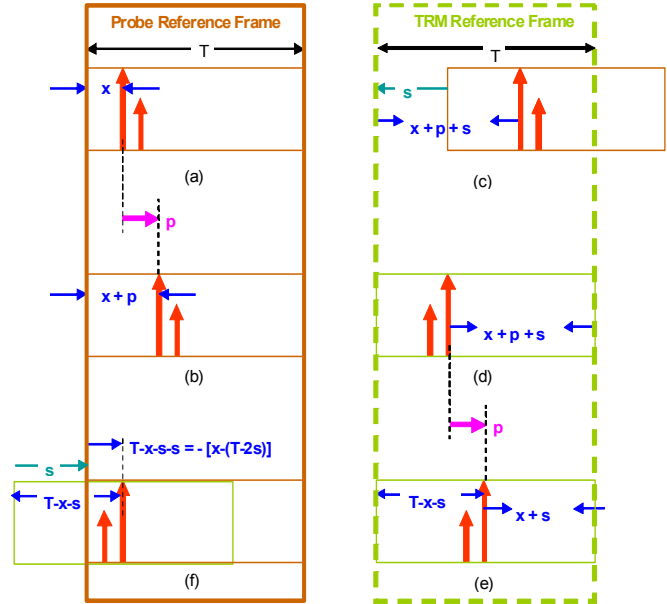 Probe Reference Frame
T
x
(a)
p
x + p
(b)
T-x-s-s = - [x-(T-2s)]
s
T-x-s
(f)
TRM Reference Frame
T
s
x + p + s
(c)
x + p + s
(d)
p
T-x-s
x + s
(e)